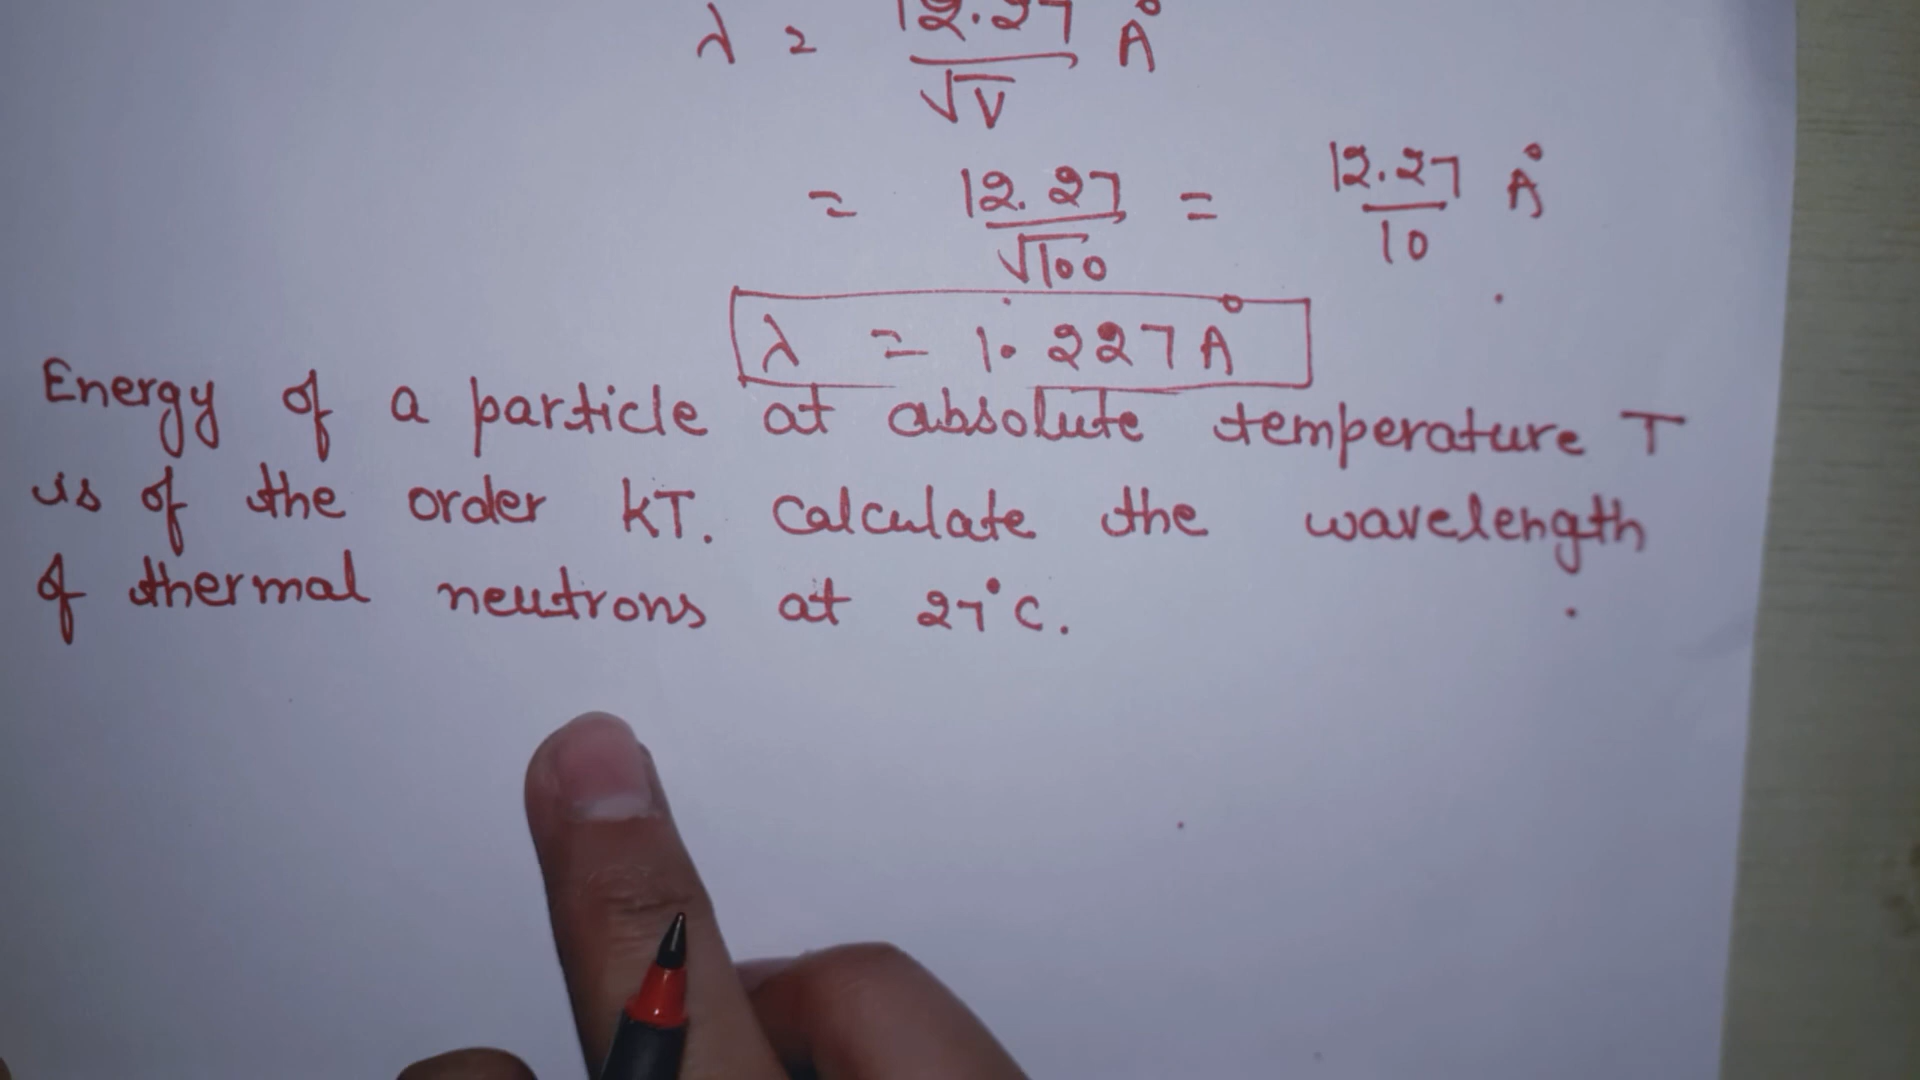 λ = 12.27 / √V Å
= 12.27 / √100 = 12.27 / 10 Å
λ = 1.227 Å
Energy of a particle at absolute temperature T
is of the order kT. Calculate the wavelength
of thermal neutrons at 27°C.